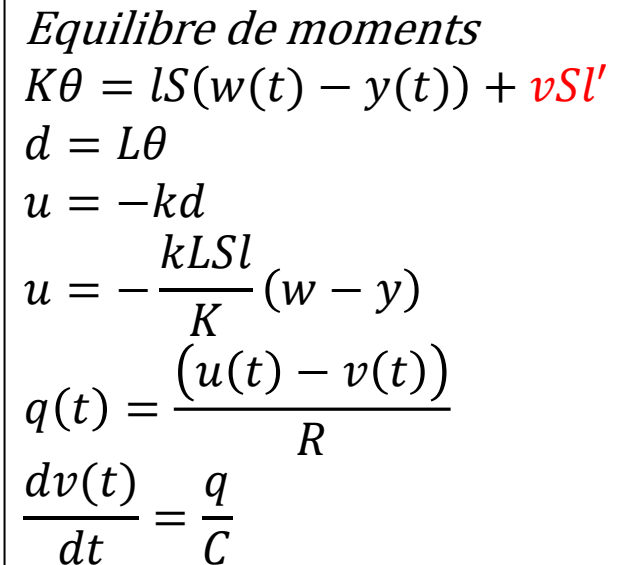 Equilibre de moments
Kθ = lS(w(t) − y(t)) + vSl′
d = Lθ
u = −kd
u = − kLSl/K (w − y)
q(t) = (u(t) − v(t))/R
dv(t)/dt = q/C